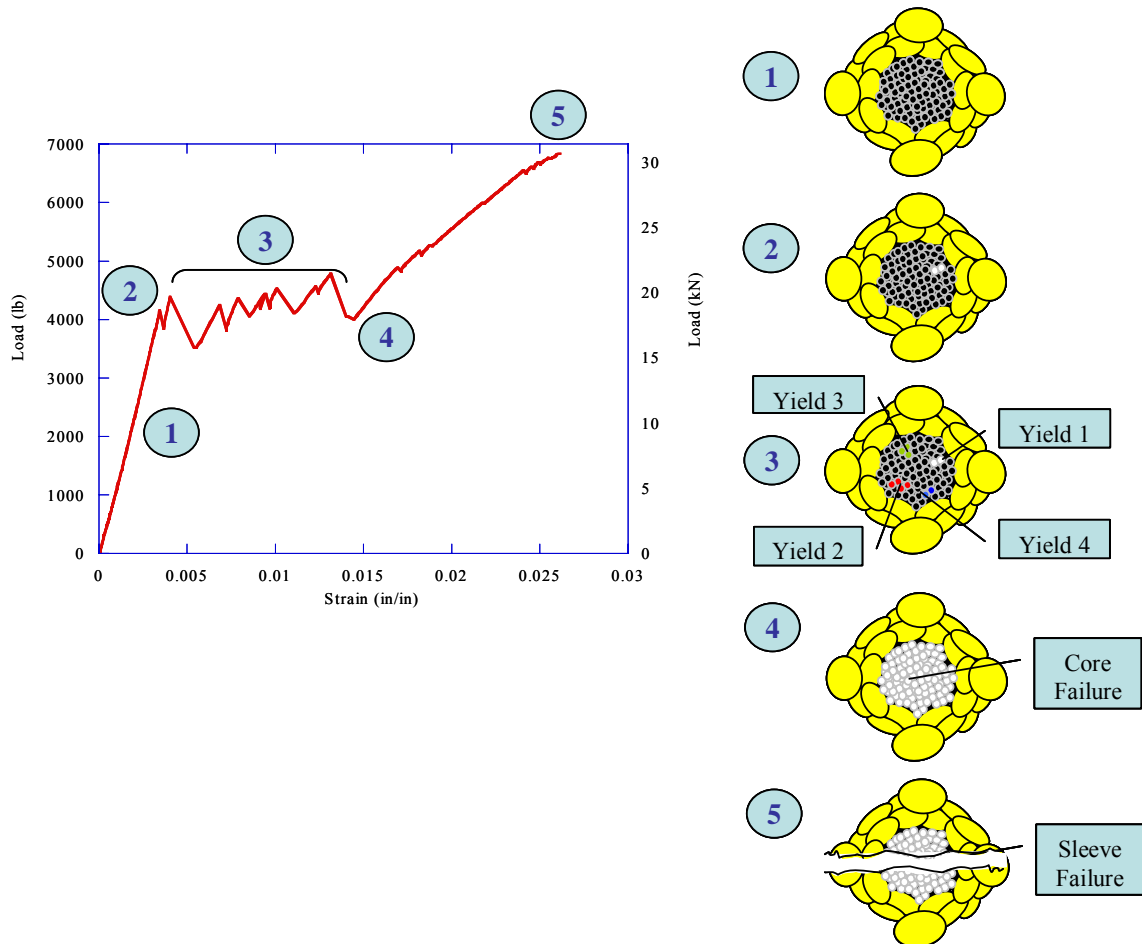 5
7000
6000
5000
4000
3000
2000
1000
0
Load (lb)
3
2
4
1
30
25
20
15
10
5
0
Load (kN)
0
0.005
0.01
0.015
0.02
0.025
0.03
Strain (in/in)
1
2
Yield 3
Yield 1
3
Yield 2
Yield 4
4
Core
Failure
5
Sleeve
Failure